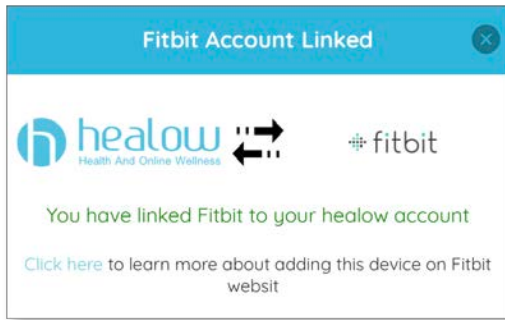 Fitbit Account Linked
healow
Health And Online Wellness
fitbit
You have linked Fitbit to your healow account
Click here to learn more about adding this device on Fitbit
websit